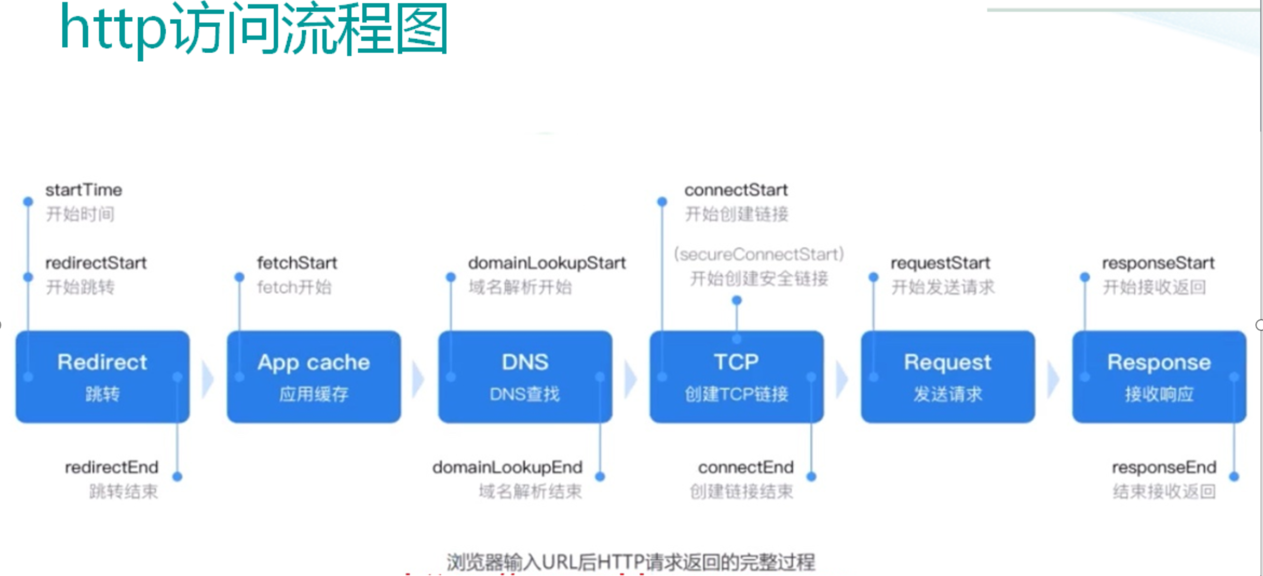 http访问流程图
startTime
开始时间
redirectStart
开始跳转
fetchStart
fetch开始
domainLookupStart
域名解析开始
connectStart
开始创建链接
(secureConnectStart)
开始创建安全链接
requestStart
开始发送请求
responseStart
开始接收返回
Redirect
跳转
App cache
应用缓存
DNS
DNS查找
TCP
创建TCP链接
Request
发送请求
Response
接收响应
redirectEnd
跳转结束
domainLookupEnd
域名解析结束
connectEnd
创建链接结束
responseEnd
结束接收返回
浏览器输入URL后HTTP请求返回的完整过程